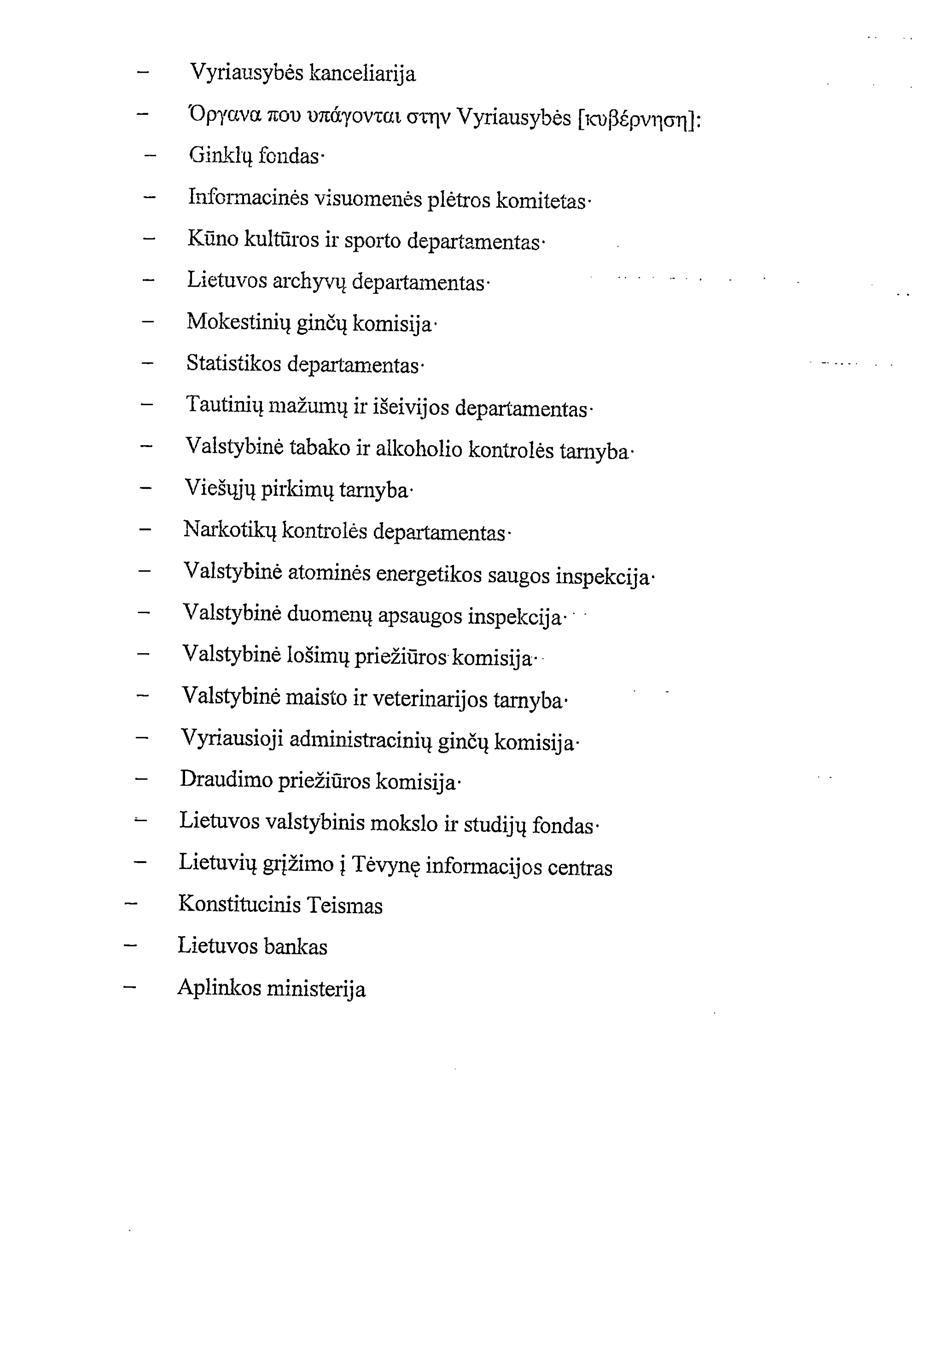 – Vyriausybės kanceliarija
– Όργανα που υπάγονται στην Vyriausybės [κυβέρνηση]:
– Ginklų fondas·
– Informacinės visuomenės plėtros komitetas·
– Kūno kultūros ir sporto departamentas·
– Lietuvos archyvų departamentas·
– Mokestinių ginčų komisija·
– Statistikos departamentas·
– Tautinių mažumų ir išeivijos departamentas·
– Valstybinė tabako ir alkoholio kontrolės tarnyba·
– Viešųjų pirkimų tarnyba·
– Narkotikų kontrolės departamentas·
– Valstybinė atominės energetikos saugos inspekcija·
– Valstybinė duomenų apsaugos inspekcija·
– Valstybinė lošimų priežiūros komisija·
– Valstybinė maisto ir veterinarijos tarnyba·
– Vyriausioji administracinių ginčų komisija·
– Draudimo priežiūros komisija·
– Lietuvos valstybinis mokslo ir studijų fondas·
– Lietuvių grįžimo į Tėvynę informacijos centras
– Konstitucinis Teismas
– Lietuvos bankas
– Aplinkos ministerija